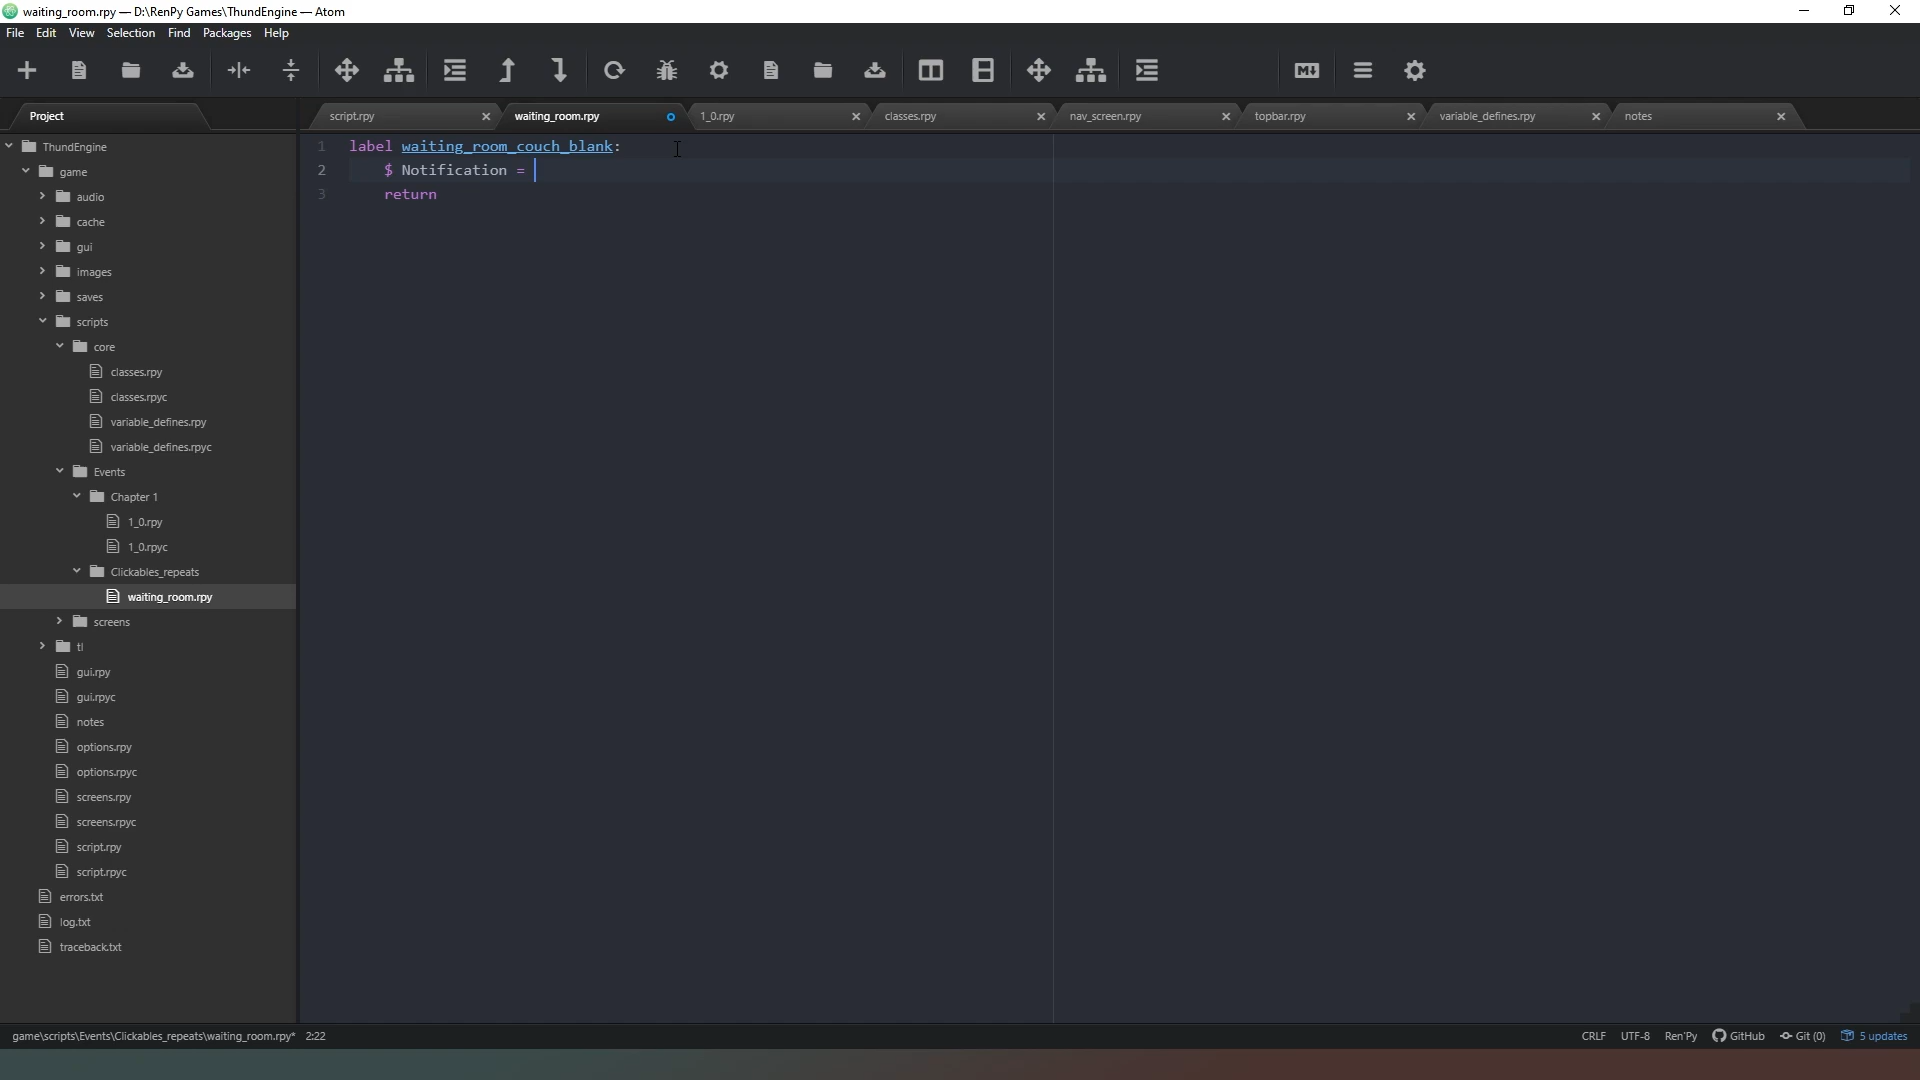 waiting_room.rpy — D:\RenPy Games\ThundEngine — Atom
File Edit View Selection Find Packages Help
Project
script.rpy
waiting_room.rpy
1_0.rpy
classes.rpy
nav_screen.rpy
topbar.rpy
variable_defines.rpy
notes
ThundEngine
game
audio
cache
gui
images
saves
scripts
core
classes.rpy
classes.rpyc
variable_defines.rpy
variable_defines.rpyc
Events
Chapter 1
1_0.rpy
1_0.rpyc
Clickables_repeats
waiting_room.rpy
screens
tl
gui.rpy
gui.rpyc
notes
options.rpy
options.rpyc
screens.rpy
screens.rpyc
script.rpy
script.rpyc
errors.txt
log.txt
traceback.txt
1 label waiting_room_couch_blank:
2 $ Notification =
3 return
game\scripts\Events\Clickables_repeats\waiting_room.rpy* 2:22
CRLF UTF-8 Ren'Py GitHub Git (0) 5 updates